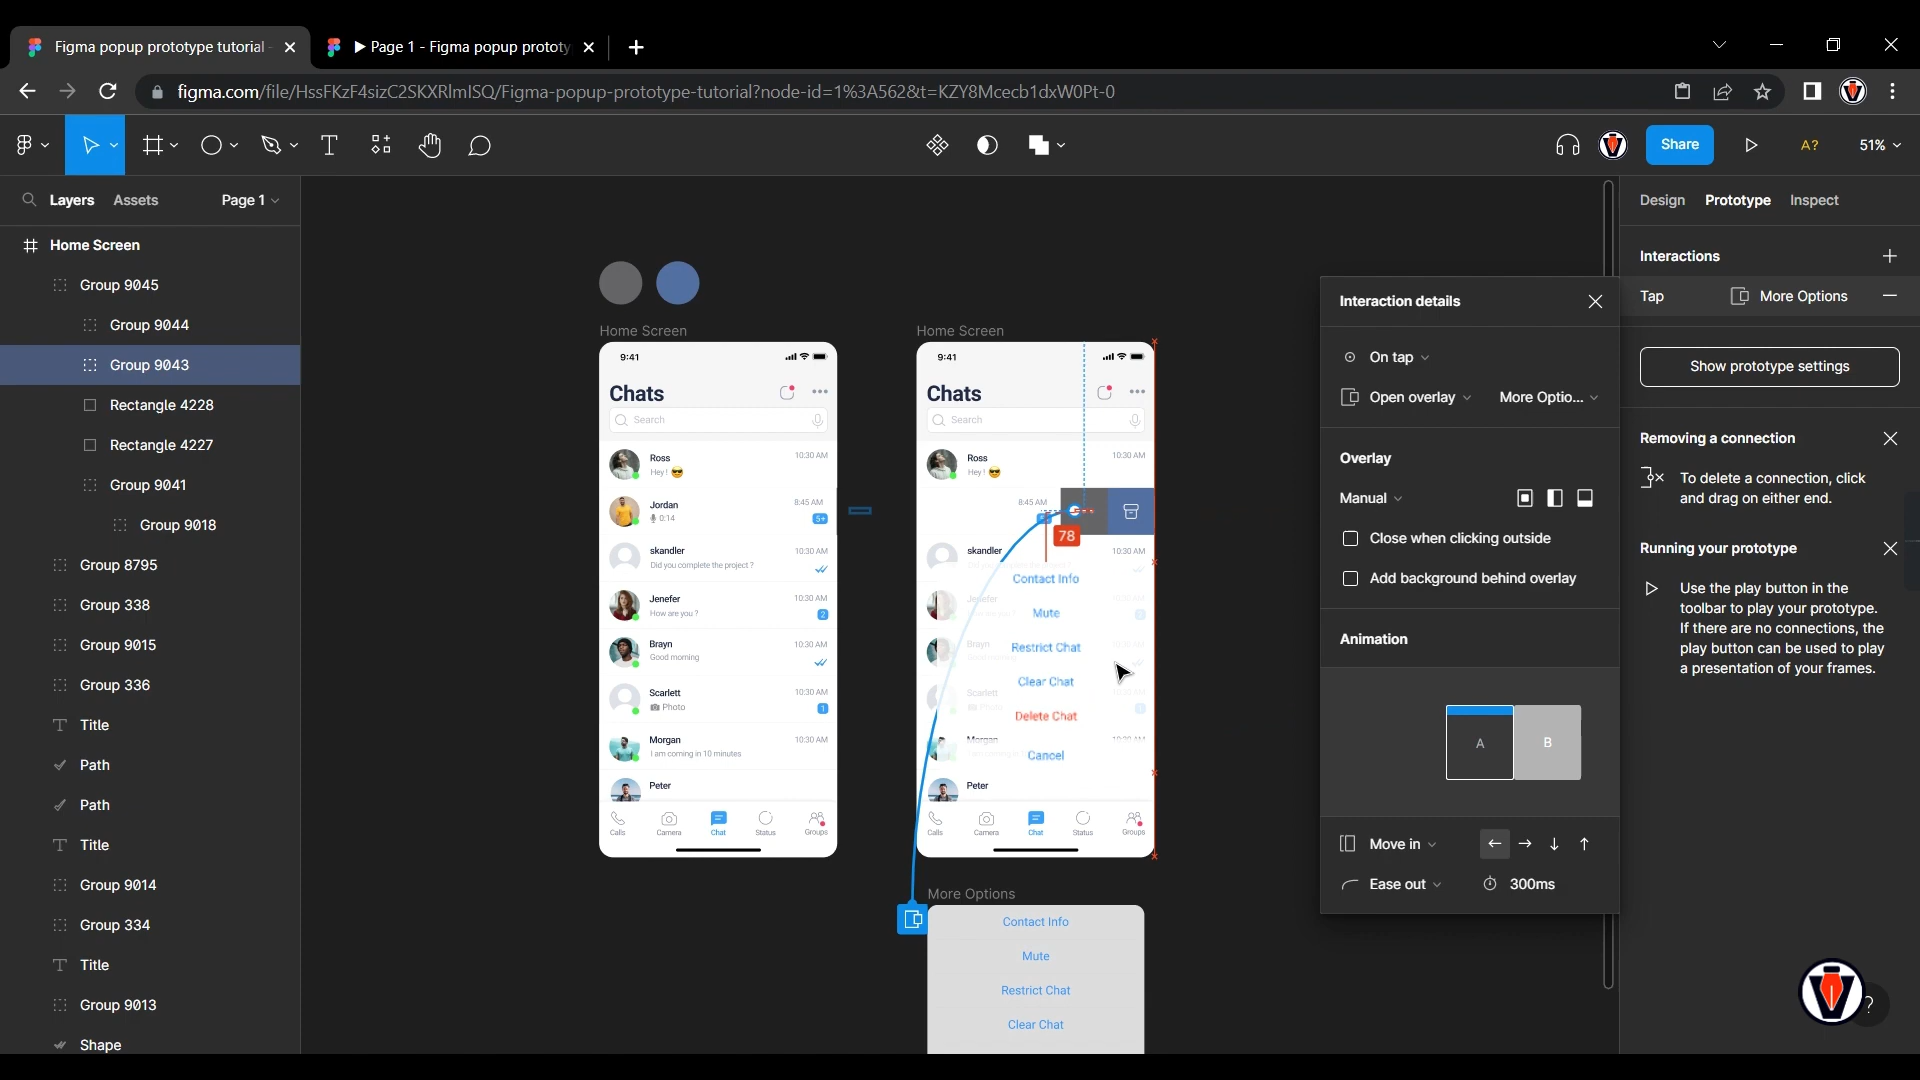 Figma popup prototype tutorial -
▶ Page 1 - Figma popup prototy
figma.com/file/HssFKzF4sizC2SKXRlmISQ/Figma-popup-prototype-tutorial?node-id=1%3A562&t=KZY8Mcecb1dxW0Pt-0
Share
A?
51%
Layers
Assets
Page 1
Home Screen
Group 9045
Group 9044
Group 9043
Rectangle 4228
Rectangle 4227
Group 9041
Group 9018
Group 8795
Group 338
Group 9015
Group 336
Title
Path
Path
Title
Group 9014
Group 334
Title
Group 9013
Shape
Home Screen
9:41
Chats
Search
Ross
10:30 AM
Hey!
Jordan
8:45 AM
0:14
5+
skandler
10:30 AM
Did you complete the project ?
Jenefer
10:30 AM
How are you ?
2
Brayn
10:30 AM
Good morning
Scarlett
10:30 AM
Photo
1
Morgan
10:30 AM
I am coming in 10 minutes
Peter
Calls
Camera
Chat
Status
Groups
Home Screen
9:41
Chats
Search
Ross
10:30 AM
Hey!
8:45 AM
78
skandler
10:30 AM
Contact Info
Jenefer
Mute
Brayn
Restrict Chat
Clear Chat
Scarlett
Photo
Delete Chat
Morgan
10:30 AM
Cancel
Peter
Calls
Camera
Chat
Status
Groups
More Options
Contact Info
Mute
Restrict Chat
Clear Chat
Interaction details
On tap
Open overlay
More Optio...
Overlay
Manual
Close when clicking outside
Add background behind overlay
Animation
A
B
Move in
Ease out
300ms
Design
Prototype
Inspect
Interactions
Tap
More Options
Show prototype settings
Removing a connection
To delete a connection, click
and drag on either end.
Running your prototype
Use the play button in the
toolbar to play your prototype.
If there are no connections, the
play button can be used to play
a presentation of your frames.
?